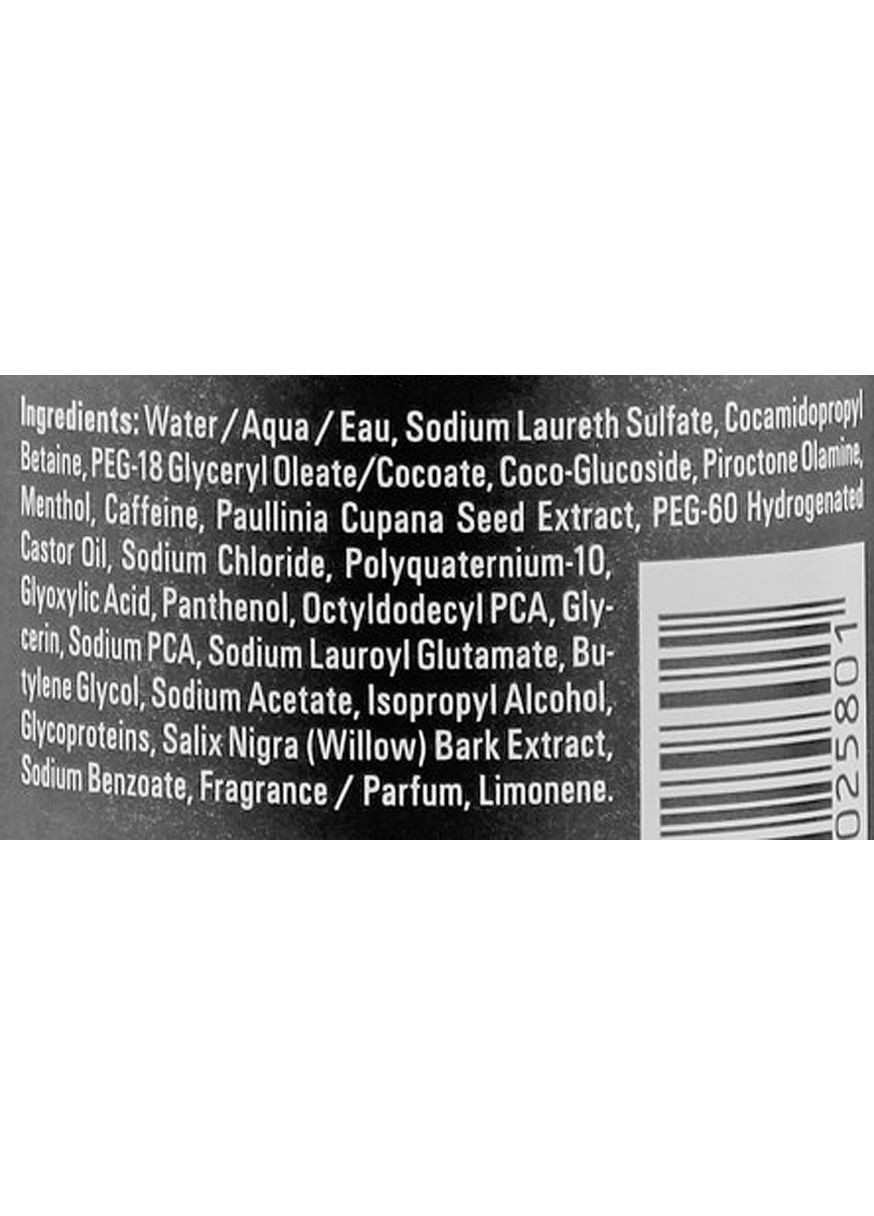 Ingredients: Water / Aqua / Eau, Sodium Laureth Sulfate, Cocamidopropyl
Betaine, PEG-18 Glyceryl Oleate/Cocoate, Coco-Glucoside, Piroctone Olamine,
Menthol, Caffeine, Paullinia Cupana Seed Extract, PEG-60 Hydrogenated
Castor Oil, Sodium Chloride, Polyquaternium-10,
Glyoxylic Acid, Panthenol, Octyldodecyl PCA, Gly-
cerin, Sodium PCA, Sodium Lauroyl Glutamate, Bu-
tylene Glycol, Sodium Acetate, Isopropyl Alcohol,
Glycoproteins, Salix Nigra (Willow) Bark Extract,
Sodium Benzoate, Fragrance / Parfum, Limonene.
025801